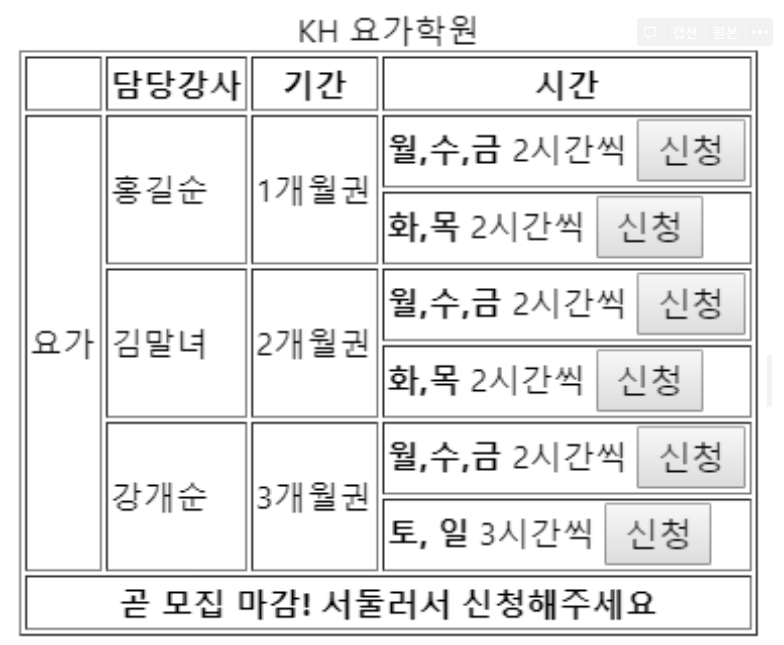 KH 요가학원
캡션 원본
담당강사 기간 시간
요가
홍길순 1개월권
월,수,금 2시간씩 신청
화,목 2시간씩 신청
김말녀 2개월권
월,수,금 2시간씩 신청
화,목 2시간씩 신청
강개순 3개월권
월,수,금 2시간씩 신청
토, 일 3시간씩 신청
곧 모집 마감! 서둘러서 신청해주세요